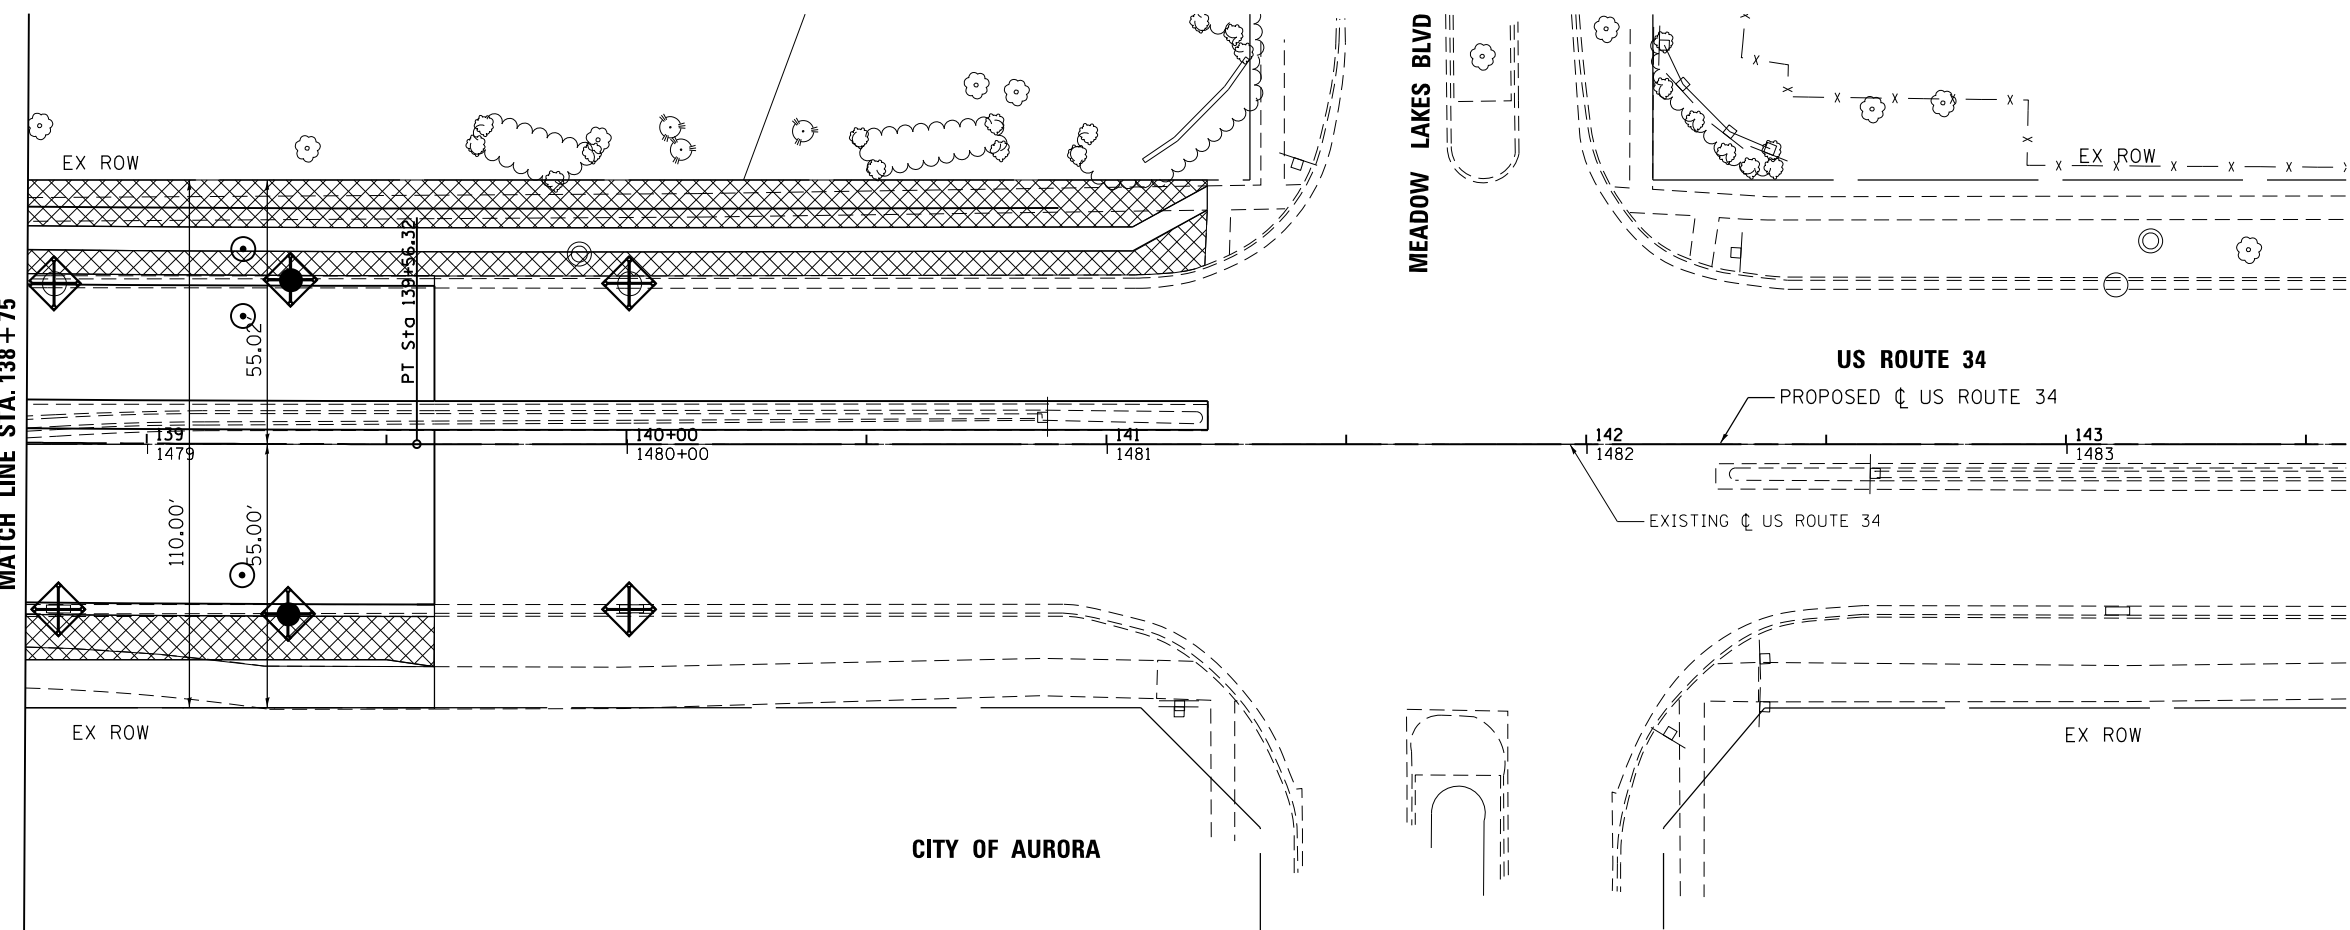 MEADOW LAKES BLVD
EX ROW
EX ROW
MATCH LINE STA. 138+75
55.02'
PT Sta 139+56.32
US ROUTE 34
PROPOSED ℄ US ROUTE 34
139
140+00
141
142
143
1479
1480+00
1481
1482
1483
110.00'
55.00'
EXISTING ℄ US ROUTE 34
EX ROW
EX ROW
CITY OF AURORA